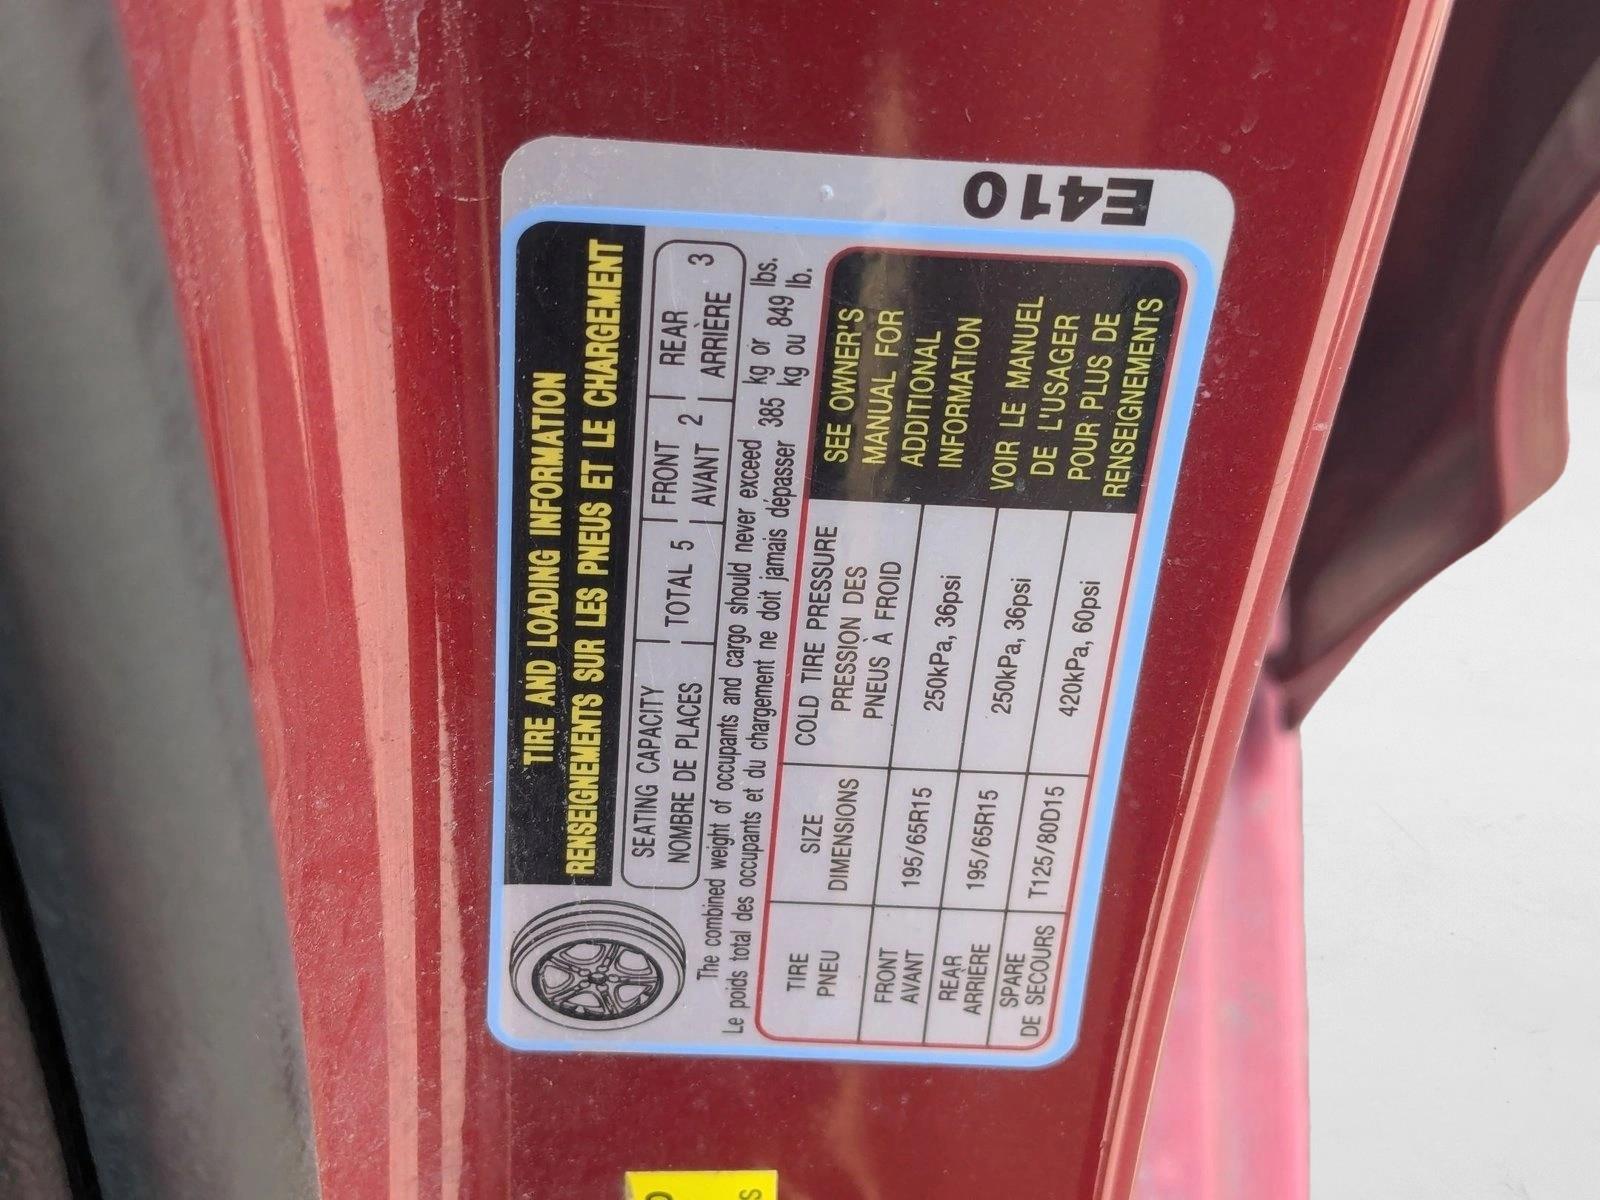 E410
TIRE AND LOADING INFORMATION
RENSEIGNEMENTS SUR LES PNEUS ET LE CHARGEMENT
SEATING CAPACITY
NOMBRE DE PLACES
TOTAL 5
FRONT
AVANT 2
REAR
ARRIÈRE 3
The combined weight of occupants and cargo should never exceed 385 kg or 849 lbs.
Le poids total des occupants et du chargement ne doit jamais dépasser 385 kg ou 849 lb.
TIRE
PNEU
SIZE
DIMENSIONS
COLD TIRE PRESSURE
PRESSION DES
PNEUS À FROID
FRONT
AVANT
195/65R15
250kPa, 36psi
REAR
ARRIÈRE
195/65R15
250kPa, 36psi
SPARE
DE SECOURS
T125/80D15
420kPa, 60psi
SEE OWNER'S
MANUAL FOR
ADDITIONAL
INFORMATION
VOIR LE MANUEL
DE L'USAGER
POUR PLUS DE
RENSEIGNEMENTS